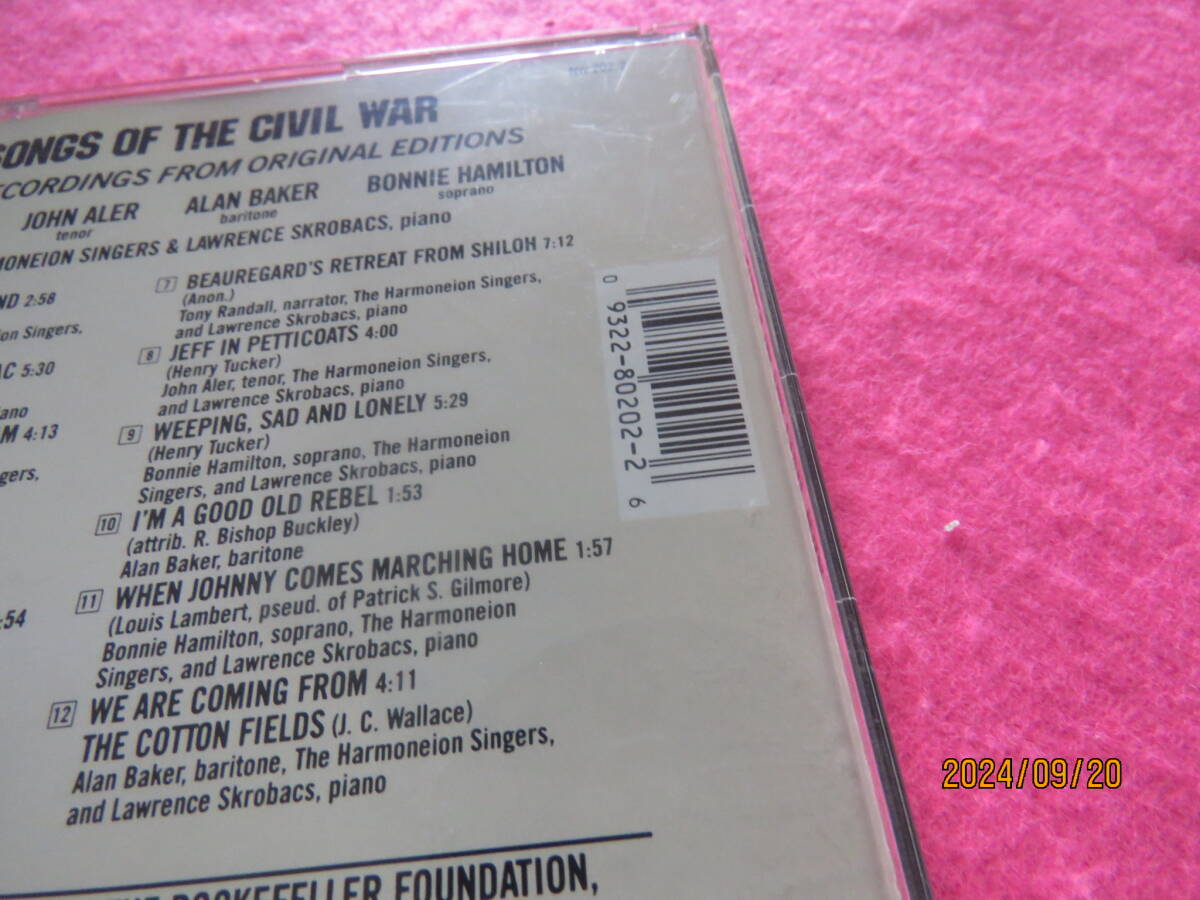 SONGS OF THE CIVIL WAR
RECORDINGS FROM ORIGINAL EDITIONS
JOHN ALER ALAN BAKER BONNIE HAMILTON
tenor baritone soprano
MONEION SINGERS & LAWRENCE SKROBACS, piano
ND 2:58
ion Singers,
AC 5:30
ano
M 4:13
gers,
:54
7 BEAUREGARD'S RETREAT FROM SHILOH 7:12
(Anon.)
Tony Randall, narrator, The Harmoneion Singers,
and Lawrence Skrobacs, piano
8 JEFF IN PETTICOATS 4:00
(Henry Tucker)
John Aler, tenor, The Harmoneion Singers,
and Lawrence Skrobacs, piano
9 WEEPING, SAD AND LONELY 5:29
(Henry Tucker)
Bonnie Hamilton, soprano, The Harmoneion
Singers, and Lawrence Skrobacs, piano
10 I'M A GOOD OLD REBEL 1:53
(attrib. R. Bishop Buckley)
Alan Baker, baritone
11 WHEN JOHNNY COMES MARCHING HOME 1:57
(Louis Lambert, pseud. of Patrick S. Gilmore)
Bonnie Hamilton, soprano, The Harmoneion
Singers, and Lawrence Skrobacs, piano
12 WE ARE COMING FROM 4:11
THE COTTON FIELDS (J. C. Wallace)
Alan Baker, baritone, The Harmoneion Singers,
and Lawrence Skrobacs, piano
THE ROCKEFELLER FOUNDATION,
0 9322-80202-2 6
2024/09/20